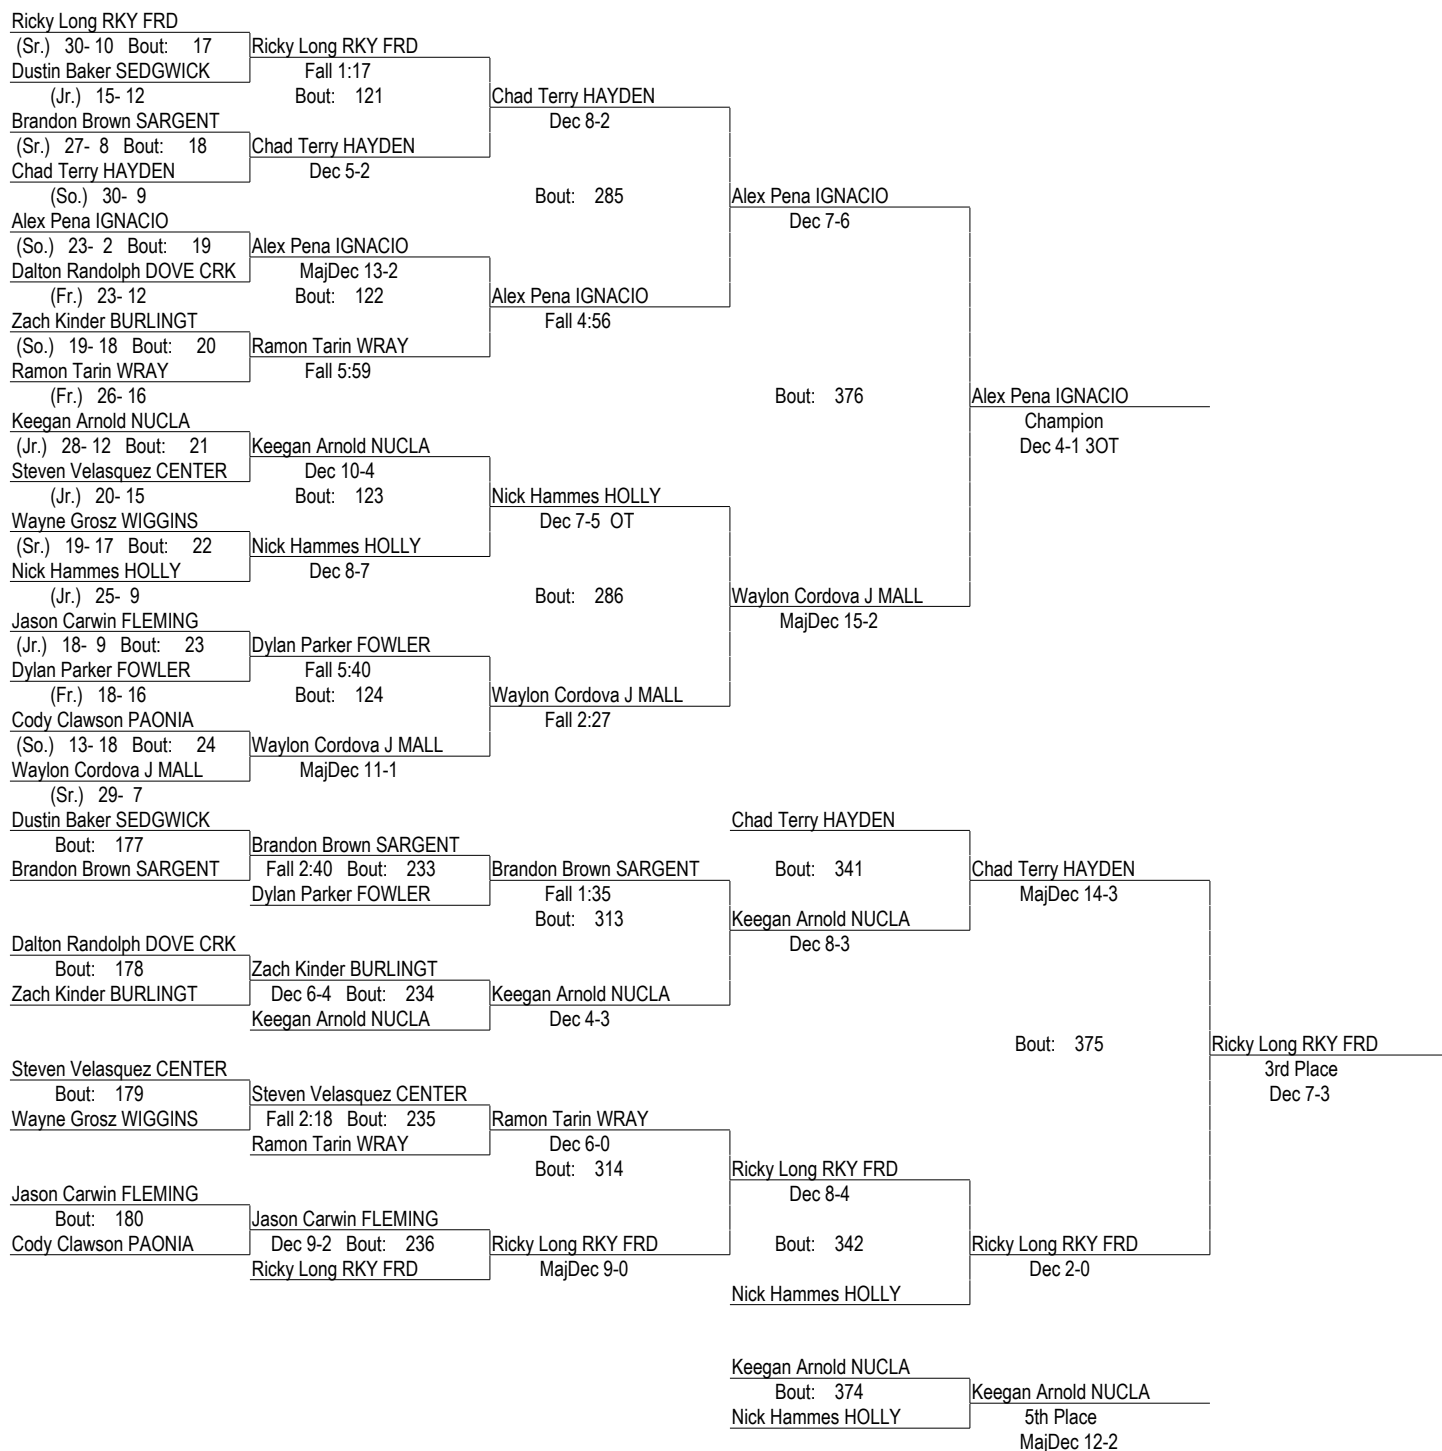 Ricky Long RKY FRD
(Sr.) 30- 10 Bout: 17 Ricky Long RKY FRD
Dustin Baker SEDGWICK Fall 1:17
(Jr.) 15- 12 Bout: 121 Chad Terry HAYDEN
Brandon Brown SARGENT Dec 8-2
(Sr.) 27- 8 Bout: 18 Chad Terry HAYDEN
Chad Terry HAYDEN Dec 5-2
(So.) 30- 9 Bout: 285 Alex Pena IGNACIO
Alex Pena IGNACIO Dec 7-6
(So.) 23- 2 Bout: 19 Alex Pena IGNACIO
Dalton Randolph DOVE CRK MajDec 13-2
(Fr.) 23- 12 Bout: 122 Alex Pena IGNACIO
Zach Kinder BURLINGT Fall 4:56
(So.) 19- 18 Bout: 20 Ramon Tarin WRAY
Ramon Tarin WRAY Fall 5:59
(Fr.) 26- 16 Bout: 376 Alex Pena IGNACIO
Keegan Arnold NUCLA Champion
(Jr.) 28- 12 Bout: 21 Keegan Arnold NUCLA Dec 4-1 3OT
Steven Velasquez CENTER Dec 10-4
(Jr.) 20- 15 Bout: 123 Nick Hammes HOLLY
Wayne Grosz WIGGINS Dec 7-5 OT
(Sr.) 19- 17 Bout: 22 Nick Hammes HOLLY
Nick Hammes HOLLY Dec 8-7
(Jr.) 25- 9 Bout: 286 Waylon Cordova J MALL
Jason Carwin FLEMING MajDec 15-2
(Jr.) 18- 9 Bout: 23 Dylan Parker FOWLER
Dylan Parker FOWLER Fall 5:40
(Fr.) 18- 16 Bout: 124 Waylon Cordova J MALL
Cody Clawson PAONIA Fall 2:27
(So.) 13- 18 Bout: 24 Waylon Cordova J MALL
Waylon Cordova J MALL MajDec 11-1
(Sr.) 29- 7
Dustin Baker SEDGWICK Chad Terry HAYDEN
Bout: 177 Brandon Brown SARGENT
Brandon Brown SARGENT Fall 2:40 Bout: 233 Brandon Brown SARGENT Bout: 341 Chad Terry HAYDEN
Dylan Parker FOWLER Fall 1:35 MajDec 14-3
Bout: 313 Keegan Arnold NUCLA
Dalton Randolph DOVE CRK Dec 8-3
Bout: 178 Zach Kinder BURLINGT
Zach Kinder BURLINGT Dec 6-4 Bout: 234 Keegan Arnold NUCLA
Keegan Arnold NUCLA Dec 4-3
Bout: 375 Ricky Long RKY FRD
Steven Velasquez CENTER 3rd Place
Bout: 179 Steven Velasquez CENTER Dec 7-3
Wayne Grosz WIGGINS Fall 2:18 Bout: 235 Ramon Tarin WRAY
Ramon Tarin WRAY Dec 6-0
Bout: 314 Ricky Long RKY FRD
Jason Carwin FLEMING Dec 8-4
Bout: 180 Jason Carwin FLEMING
Cody Clawson PAONIA Dec 9-2 Bout: 236 Ricky Long RKY FRD Bout: 342 Ricky Long RKY FRD
Ricky Long RKY FRD MajDec 9-0 Dec 2-0
Nick Hammes HOLLY
Keegan Arnold NUCLA
Bout: 374 Keegan Arnold NUCLA
Nick Hammes HOLLY 5th Place
MajDec 12-2